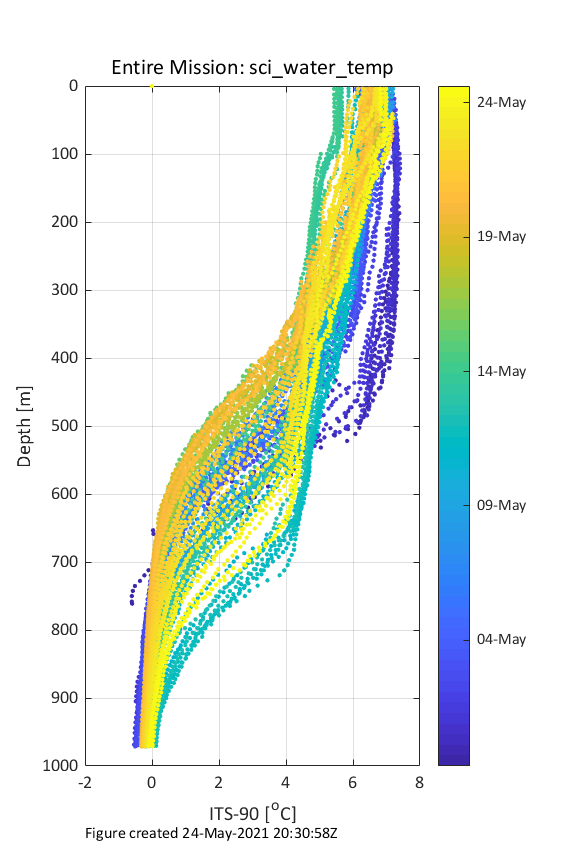 Entire Mission: sci_water_temp
0
100
200
300
400
500
600
700
800
900
1000
Depth [m]
-2
0
2
4
6
8
ITS-90 [°C]
24-May
19-May
14-May
09-May
04-May
Figure created 24-May-2021 20:30:58Z